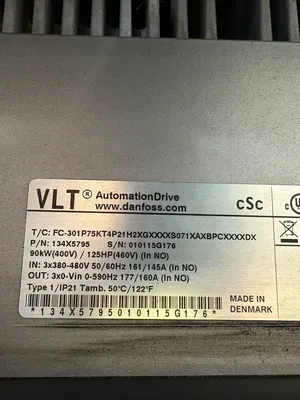 VLT® AutomationDrive
www.danfoss.com
cSc
T/C: FC-301P75KT4P21H2XGXXXXS071XAXBPCXXXXDX
P/N: 134X5795 S/N: 010115G176
90kW(400V) / 125HP(460V) (In NO)
IN: 3x380-480V 50/60Hz 161/145A (In NO)
OUT: 3x0-Vin 0-590Hz 177/160A (In NO)
Type 1/IP21 Tamb. 50°C/122°F
*134X5795010115G176*
MADE IN
DENMARK